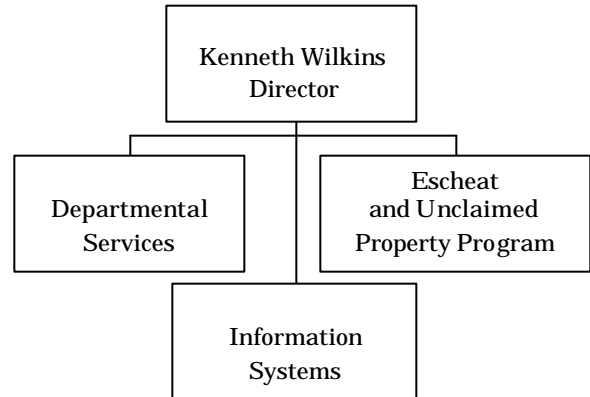 Kenneth Wilkins
Director
Departmental
Services
Escheat
and Unclaimed
Property Program
Information
Systems